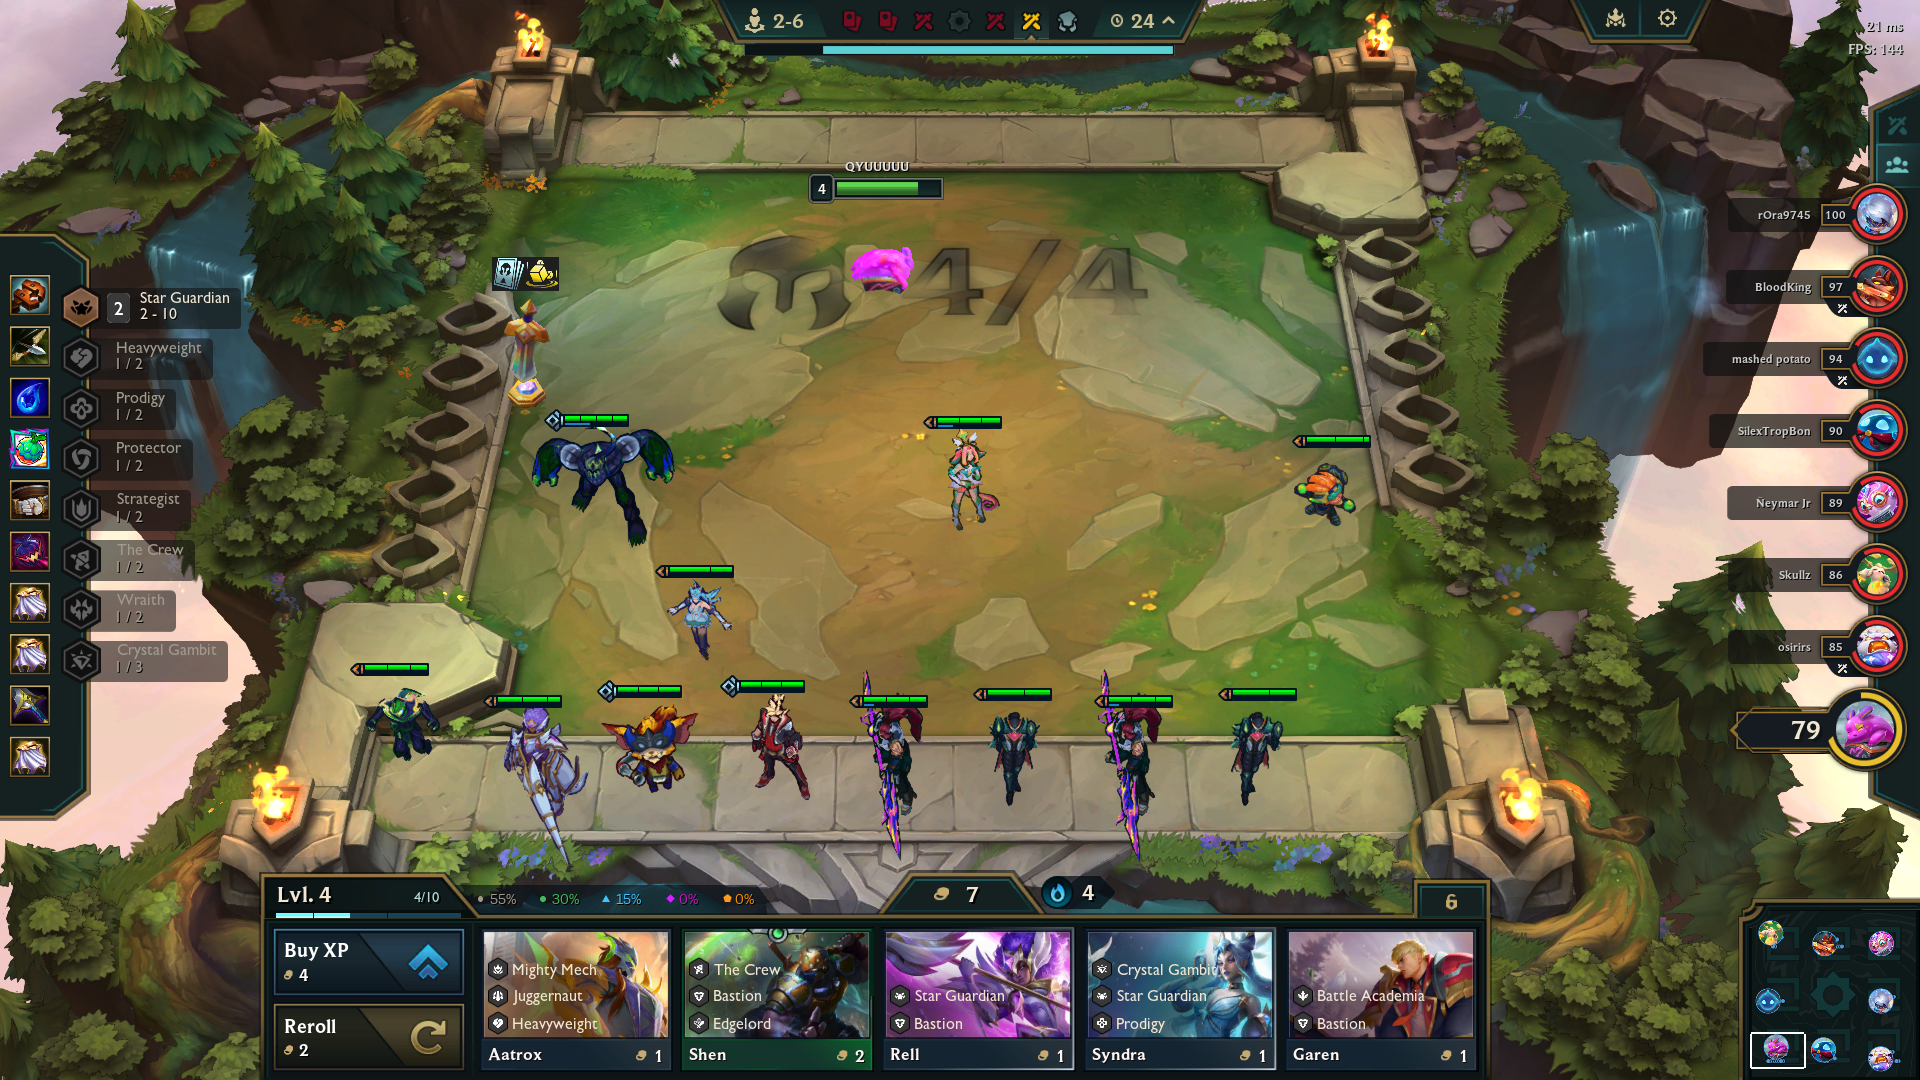 2-6
24
21 ms
FPS: 144
QYUUUUU
4
4/4
rOra9745 100
BloodKing 97
mashed potato 94
SilexTropBon 90
Ñeymar Jr 89
Skullz 86
osirirs 85
79
2 Star Guardian
2 - 10
Heavyweight
1 / 2
Prodigy
1 / 2
Protector
1 / 2
Strategist
1 / 2
The Crew
1 / 2
Wraith
1 / 2
Crystal Gambit
1 / 3
Lvl. 4 4/10
55% 30% 15% 0% 0%
7
4
6
Buy XP
4
Reroll
2
Mighty Mech
Juggernaut
Heavyweight
Aatrox 1
The Crew
Bastion
Edgelord
Shen 2
Star Guardian
Bastion
Rell 1
Crystal Gambit
Star Guardian
Prodigy
Syndra 1
Battle Academia
Bastion
Garen 1